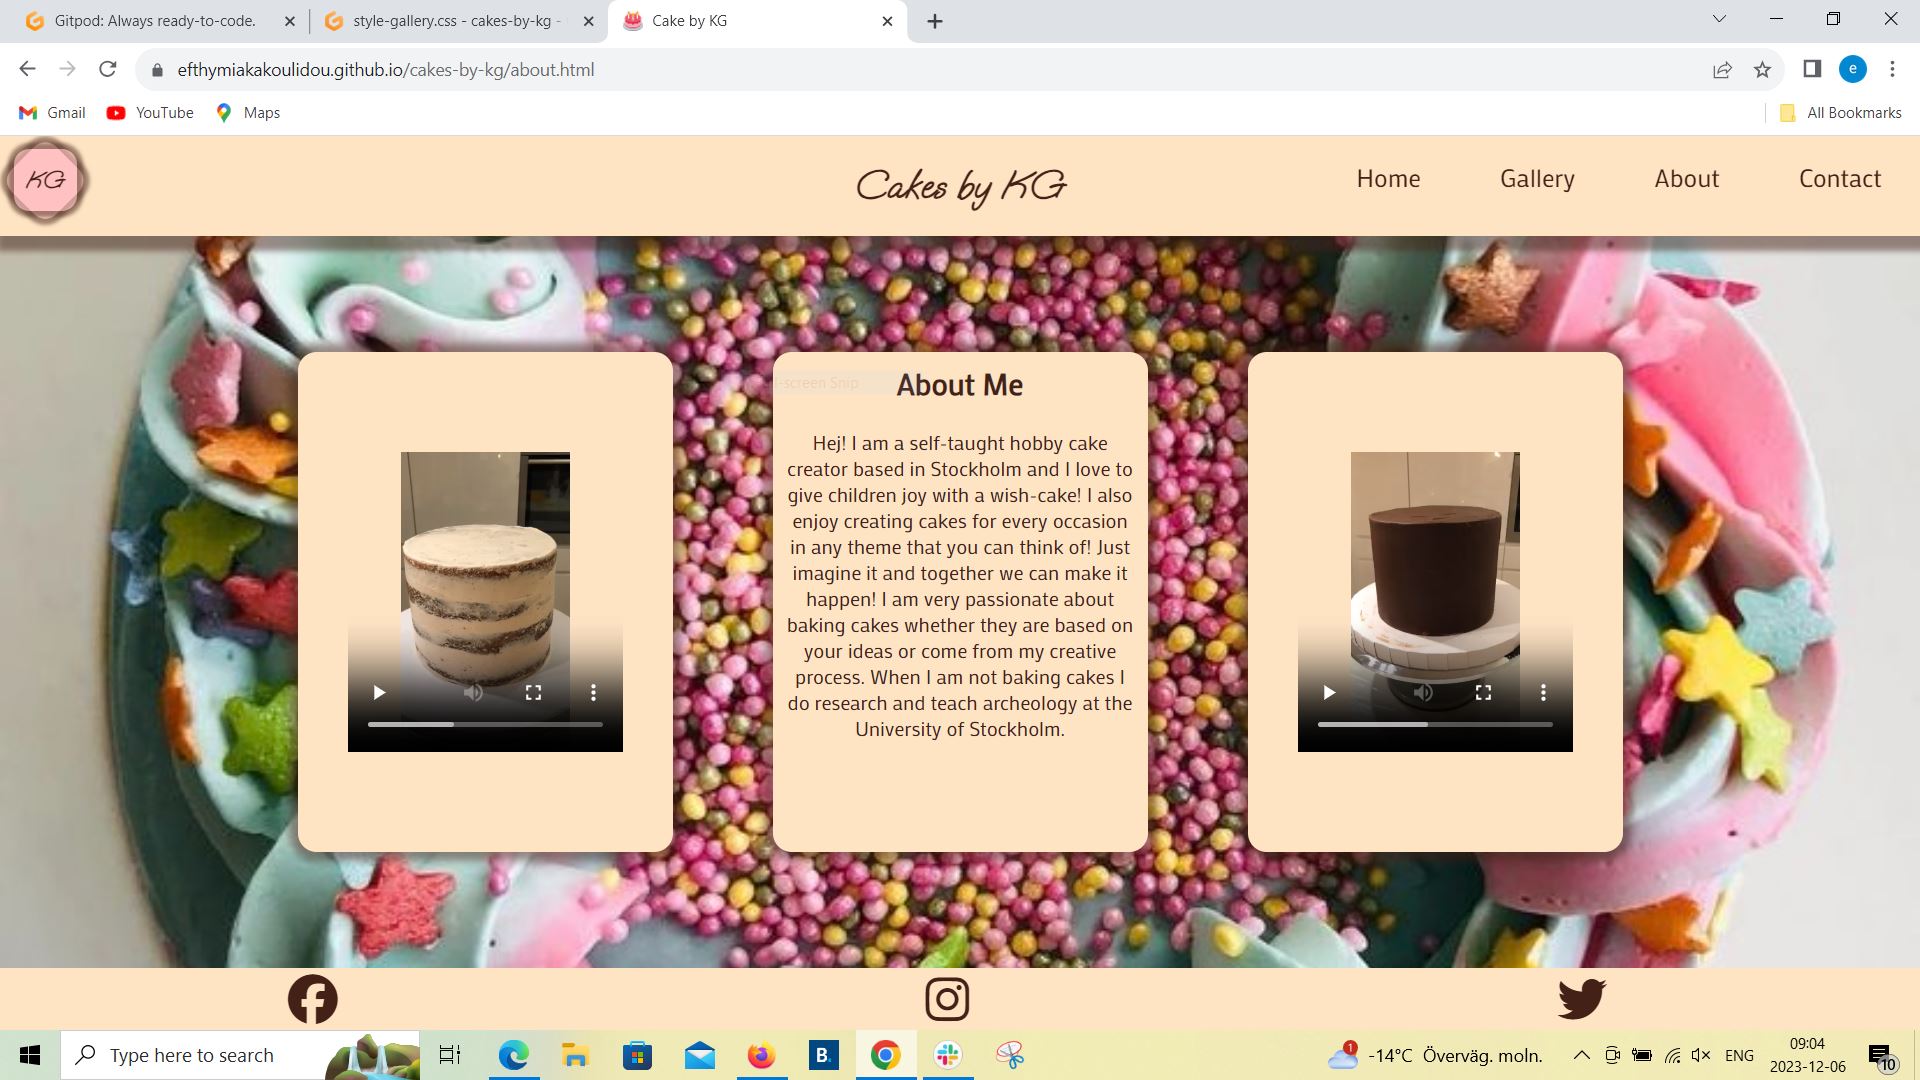 Gitpod: Always ready-to-code.
style-gallery.css - cakes-by-kg -
Cake by KG
efthymiakakoulidou.github.io/cakes-by-kg/about.html
e
Gmail
YouTube
Maps
All Bookmarks
KG
Cakes by KG
Home
Gallery
About
Contact
l-screen Snip
About Me
Hej! I am a self-taught hobby cake
creator based in Stockholm and I love to
give children joy with a wish-cake! I also
enjoy creating cakes for every occasion
in any theme that you can think of! Just
imagine it and together we can make it
happen! I am very passionate about
baking cakes whether they are based on
your ideas or come from my creative
process. When I am not baking cakes I
do research and teach archeology at the
University of Stockholm.
Type here to search
B.
1
-14°C Överväg. moln.
ENG
09:04
2023-12-06
10